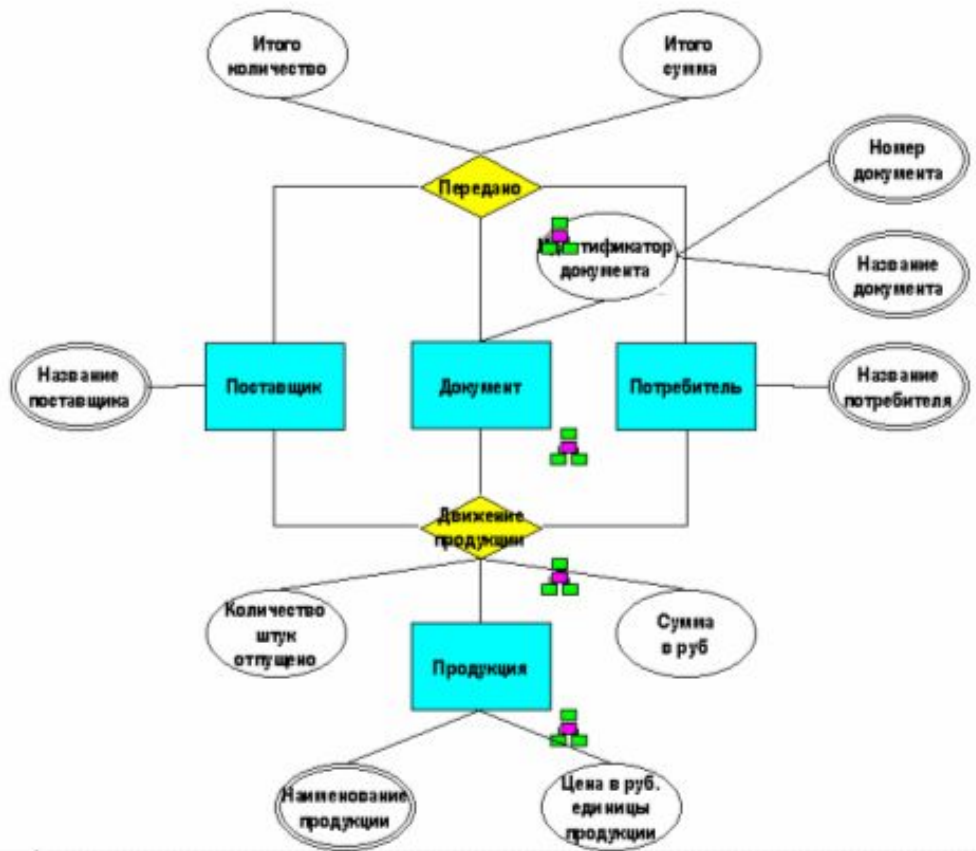 Итого
количество
Итого
сумма
Номер
документа
Передано
документа
Название
документа
Название
поставщика
Поставщик
Документ
Потребитель
Название
потребителя
Движение
продукции
Количество
штук
отпущено
Сумма
в руб
Продукция
Наименование
продукции
Цена в руб.
единицы
продукции